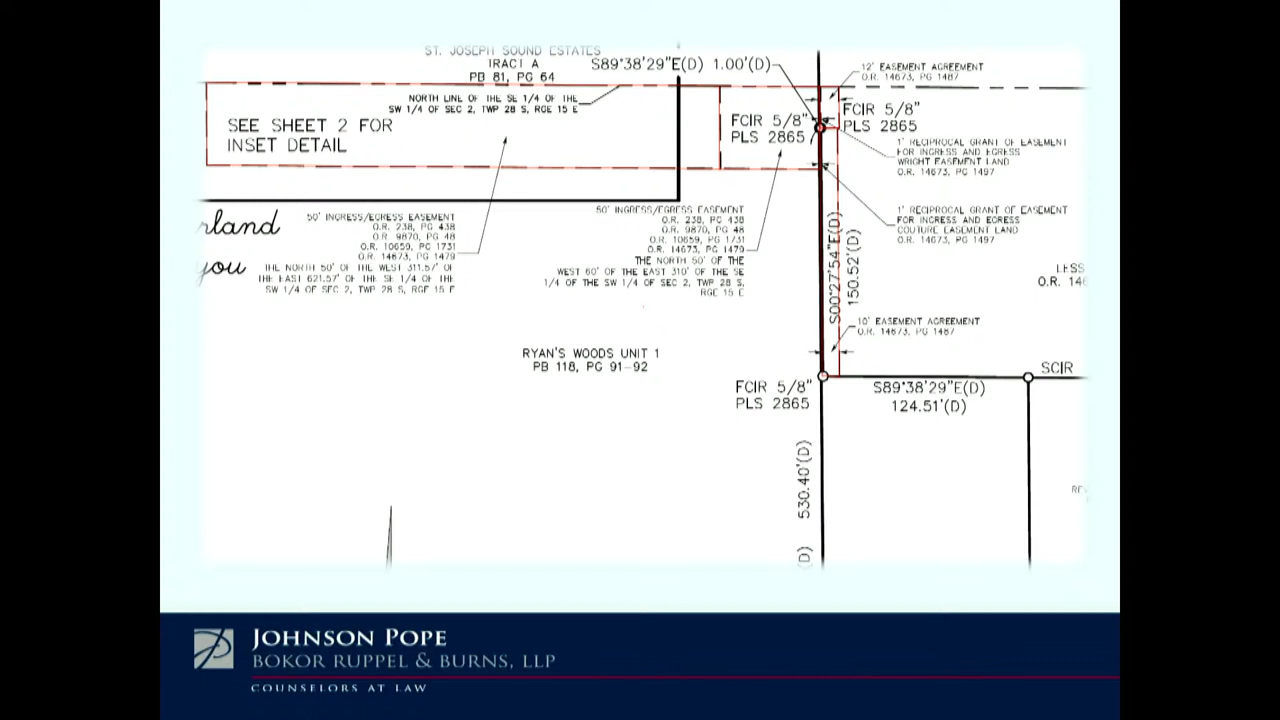 ST. JOSEPH SOUND ESTATES
TRACT A
PB 81, PG 64
S89°38'29"E(D) 1.00'(D)
12' EASEMENT AGREEMENT
O.R. 14673, PG 1487
NORTH LINE OF THE SE 1/4 OF THE
SW 1/4 OF SEC 2, TWP 28 S, RGE 15 E
SEE SHEET 2 FOR
INSET DETAIL
FCIR 5/8"
PLS 2865
FCIR 5/8"
PLS 2865
1' RECIPROCAL GRANT OF EASEMENT
FOR INGRESS AND EGRESS
WRIGHT EASEMENT LAND
O.R. 14673, PG 1497
rland
you
50' INGRESS/EGRESS EASEMENT
O.R. 238, PG 438
O.R. 9870, PG 48
O.R. 10659, PG 1731
O.R. 14673, PG 1479
THE NORTH 50' OF THE WEST 311.57' OF
THE EAST 621.57' OF THE SE 1/4 OF THE
SW 1/4 OF SEC 2, TWP 28 S, RGE 15 E
50' INGRESS/EGRESS EASEMENT
O.R. 238, PG 438
O.R. 9870, PG 48
O.R. 10659, PG 1731
O.R. 14673, PG 1479
THE NORTH 50' OF THE
WEST 60' OF THE EAST 310' OF THE SE
1/4 OF THE SW 1/4 OF SEC 2, TWP 28 S,
RGE 15 E
1' RECIPROCAL GRANT OF EASEMENT
FOR INGRESS AND EGRESS
COUTURE EASEMENT LAND
O.R. 14673, PG 1497
S00°27'54"E(D)
150.52'(D)
LESS
O.R. 146
10' EASEMENT AGREEMENT
O.R. 14673, PG 1487
RYAN'S WOODS UNIT 1
PB 118, PG 91-92
FCIR 5/8"
PLS 2865
S89°38'29"E(D)
124.51'(D)
SCIR
530.40'(D)
(D)
JOHNSON POPE
BOKOR RUPPEL & BURNS, LLP
COUNSELORS AT LAW